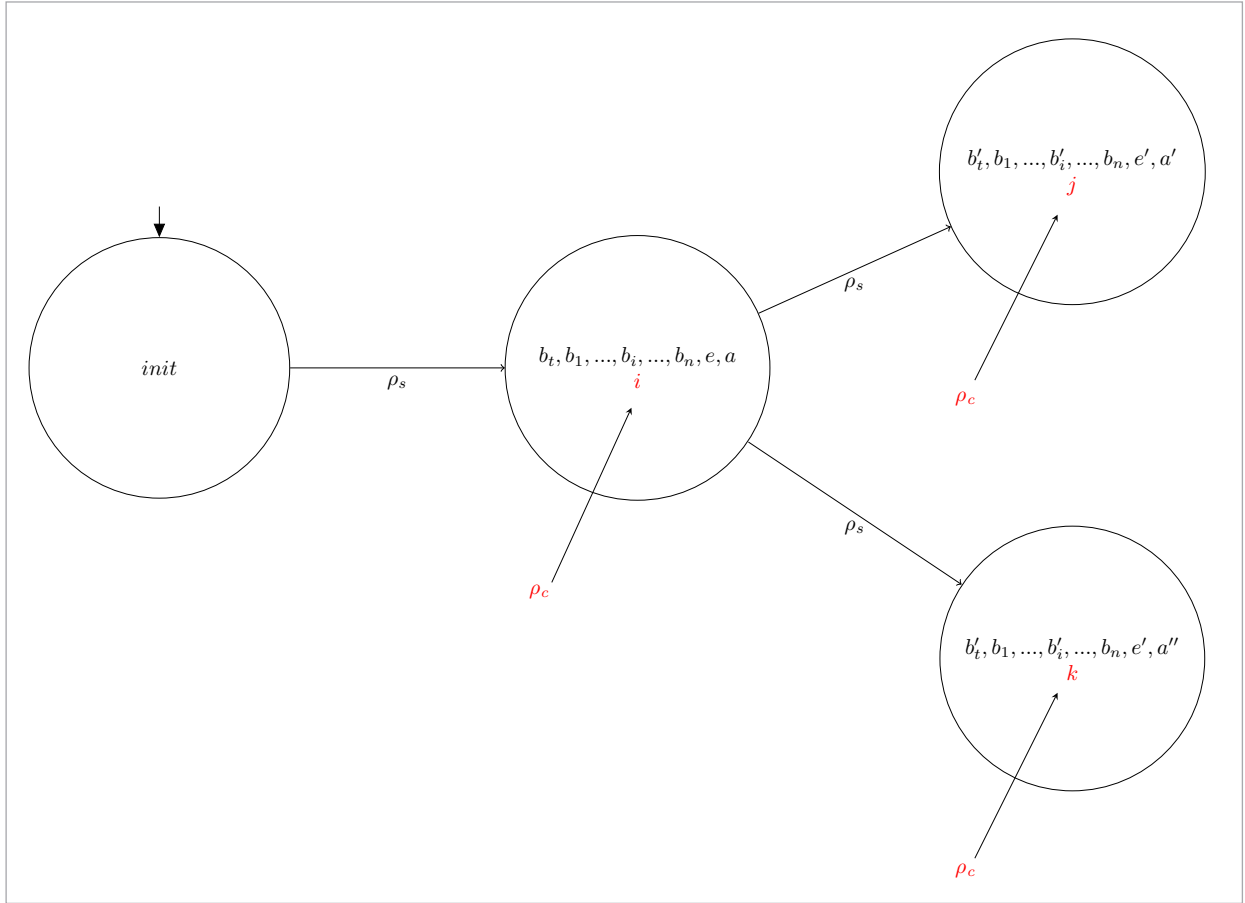 b′_t, b_1, ..., b′_i, ..., b_n, e′, a′
j
ρ_s
init
ρ_s
b_t, b_1, ..., b_i, ..., b_n, e, a
i
ρ_c
ρ_s
ρ_c
b′_t, b_1, ..., b′_i, ..., b_n, e′, a′′
k
ρ_c